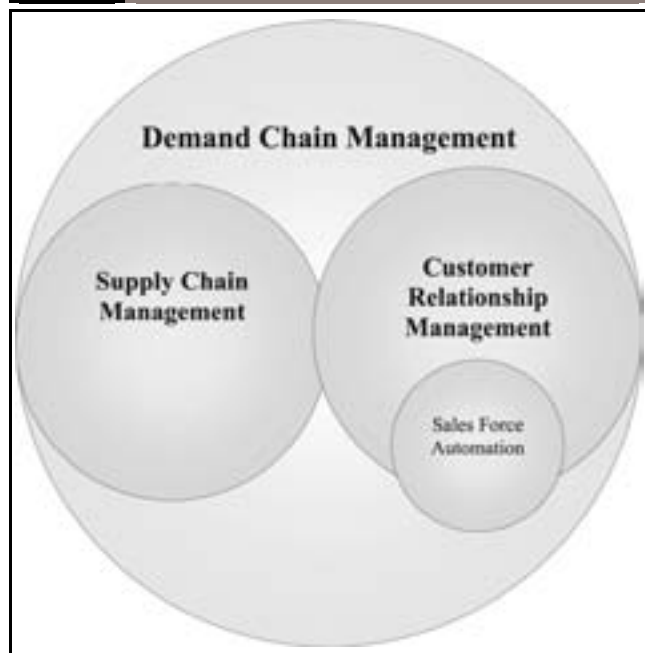 Demand Chain Management
Supply Chain
Management
Customer
Relationship
Management
Sales Force
Automation